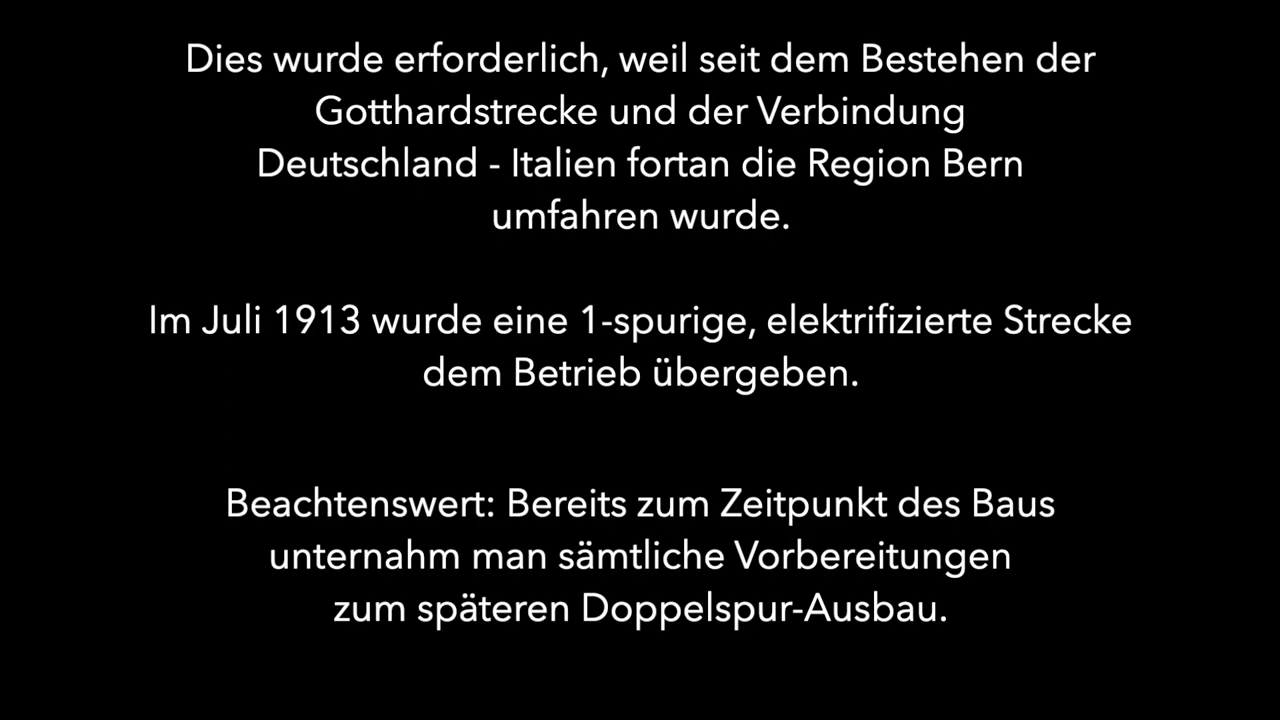 Dies wurde erforderlich, weil seit dem Bestehen der
Gotthardstrecke und der Verbindung
Deutschland - Italien fortan die Region Bern
umfahren wurde.
Im Juli 1913 wurde eine 1-spurige, elektrifizierte Strecke
dem Betrieb übergeben.
Beachtenswert: Bereits zum Zeitpunkt des Baus
unternahm man sämtliche Vorbereitungen
zum späteren Doppelspur-Ausbau.